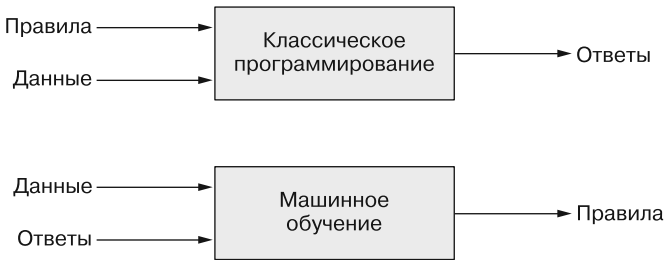 Правила
Данные
Классическое
программирование
Ответы
Данные
Ответы
Машинное
обучение
Правила